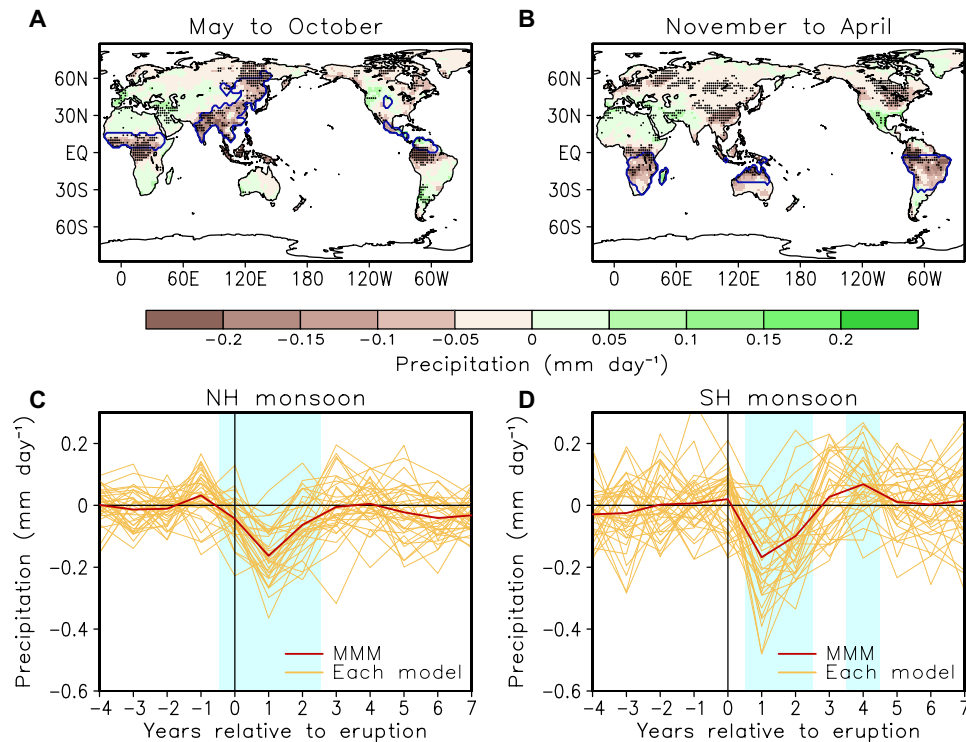 A May to October
60N
30N
EQ
30S
60S
0 60E 120E 180 120W 60W
B November to April
60N
30N
EQ
30S
60S
0 60E 120E 180 120W 60W
-0.2 -0.15 -0.1 -0.05 0 0.05 0.1 0.15 0.2
Precipitation (mm day⁻¹)
C NH monsoon
Precipitation (mm day⁻¹)
0.2
0
-0.2
-0.4
-0.6
MMM
Each model
-4 -3 -2 -1 0 1 2 3 4 5 6 7
Years relative to eruption
D SH monsoon
Precipitation (mm day⁻¹)
0.2
0
-0.2
-0.4
-0.6
MMM
Each model
-4 -3 -2 -1 0 1 2 3 4 5 6 7
Years relative to eruption